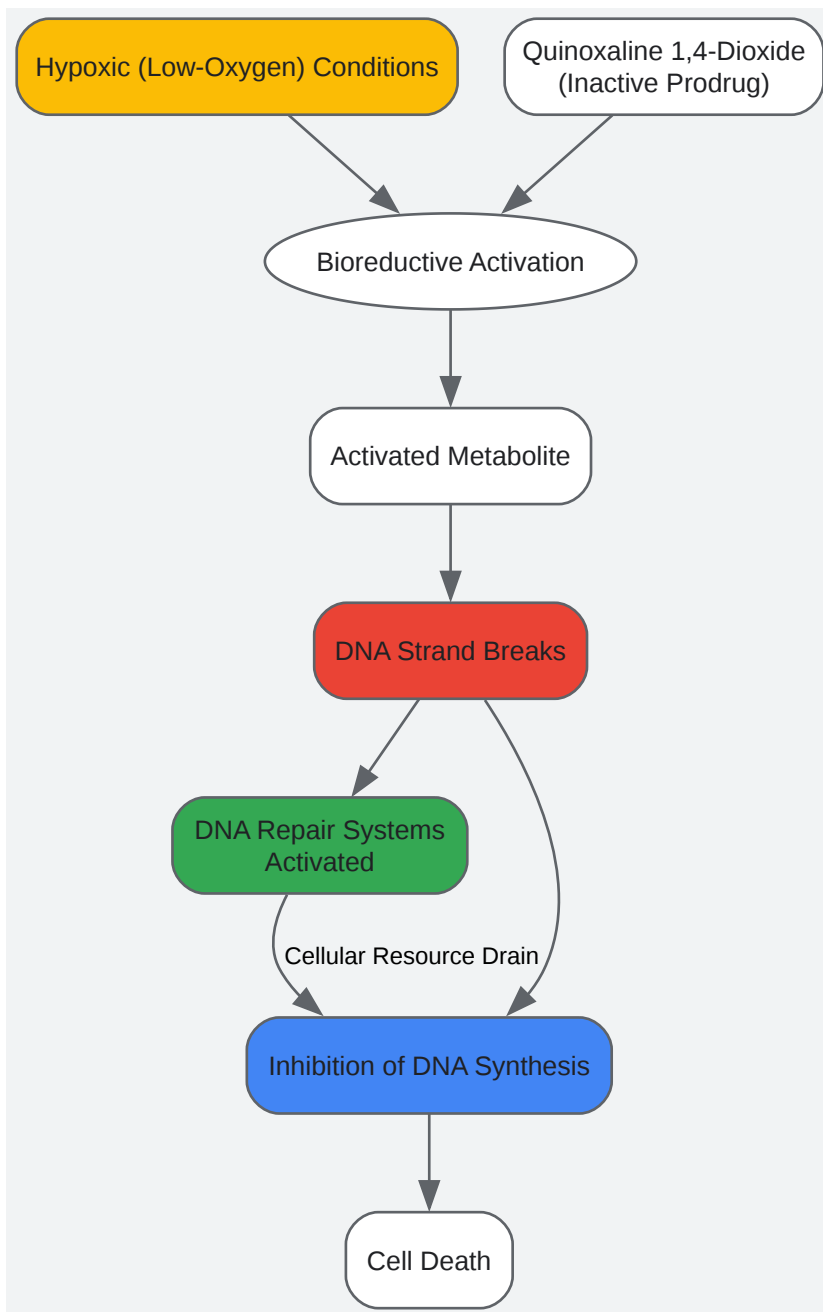 Hypoxic (Low-Oxygen) Conditions
Quinoxaline 1,4-Dioxide
(Inactive Prodrug)
Bioreductive Activation
Activated Metabolite
DNA Strand Breaks
DNA Repair Systems
Activated
Cellular Resource Drain
Inhibition of DNA Synthesis
Cell Death